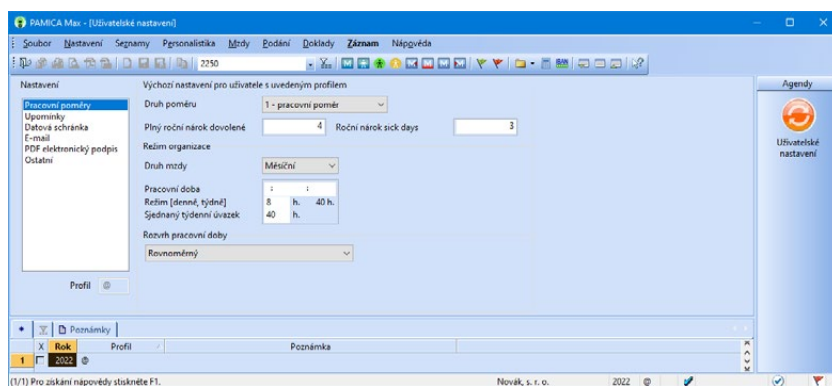 PAMICA Max - [Uživatelské nastavení]
Soubor Nastavení Seznamy Personalistika Mzdy Podání Doklady Záznam Nápověda
2250
Nastavení
Pracovní poměry
Upomínky
Datová schránka
E-mail
PDF elektronický podpis
Ostatní
Profil @
Výchozí nastavení pro uživatele s uvedeným profilem
Druh poměru 1 - pracovní poměr
Plný roční nárok dovolené 4 Roční nárok sick days 3
Režim organizace
Druh mzdy Měsíční
Pracovní doba : :
Režim [denně, týdně] 8 h. 40 h.
Sjednaný týdenní úvazek 40 h.
Rozvrh pracovní doby
Rovnoměrný
Agendy
Uživatelské
nastavení
Poznámky
X Rok Profil Poznámka
1 2022 @
(1/1) Pro získání nápovědy stiskněte F1. Novák, s. r. o. 2022 @